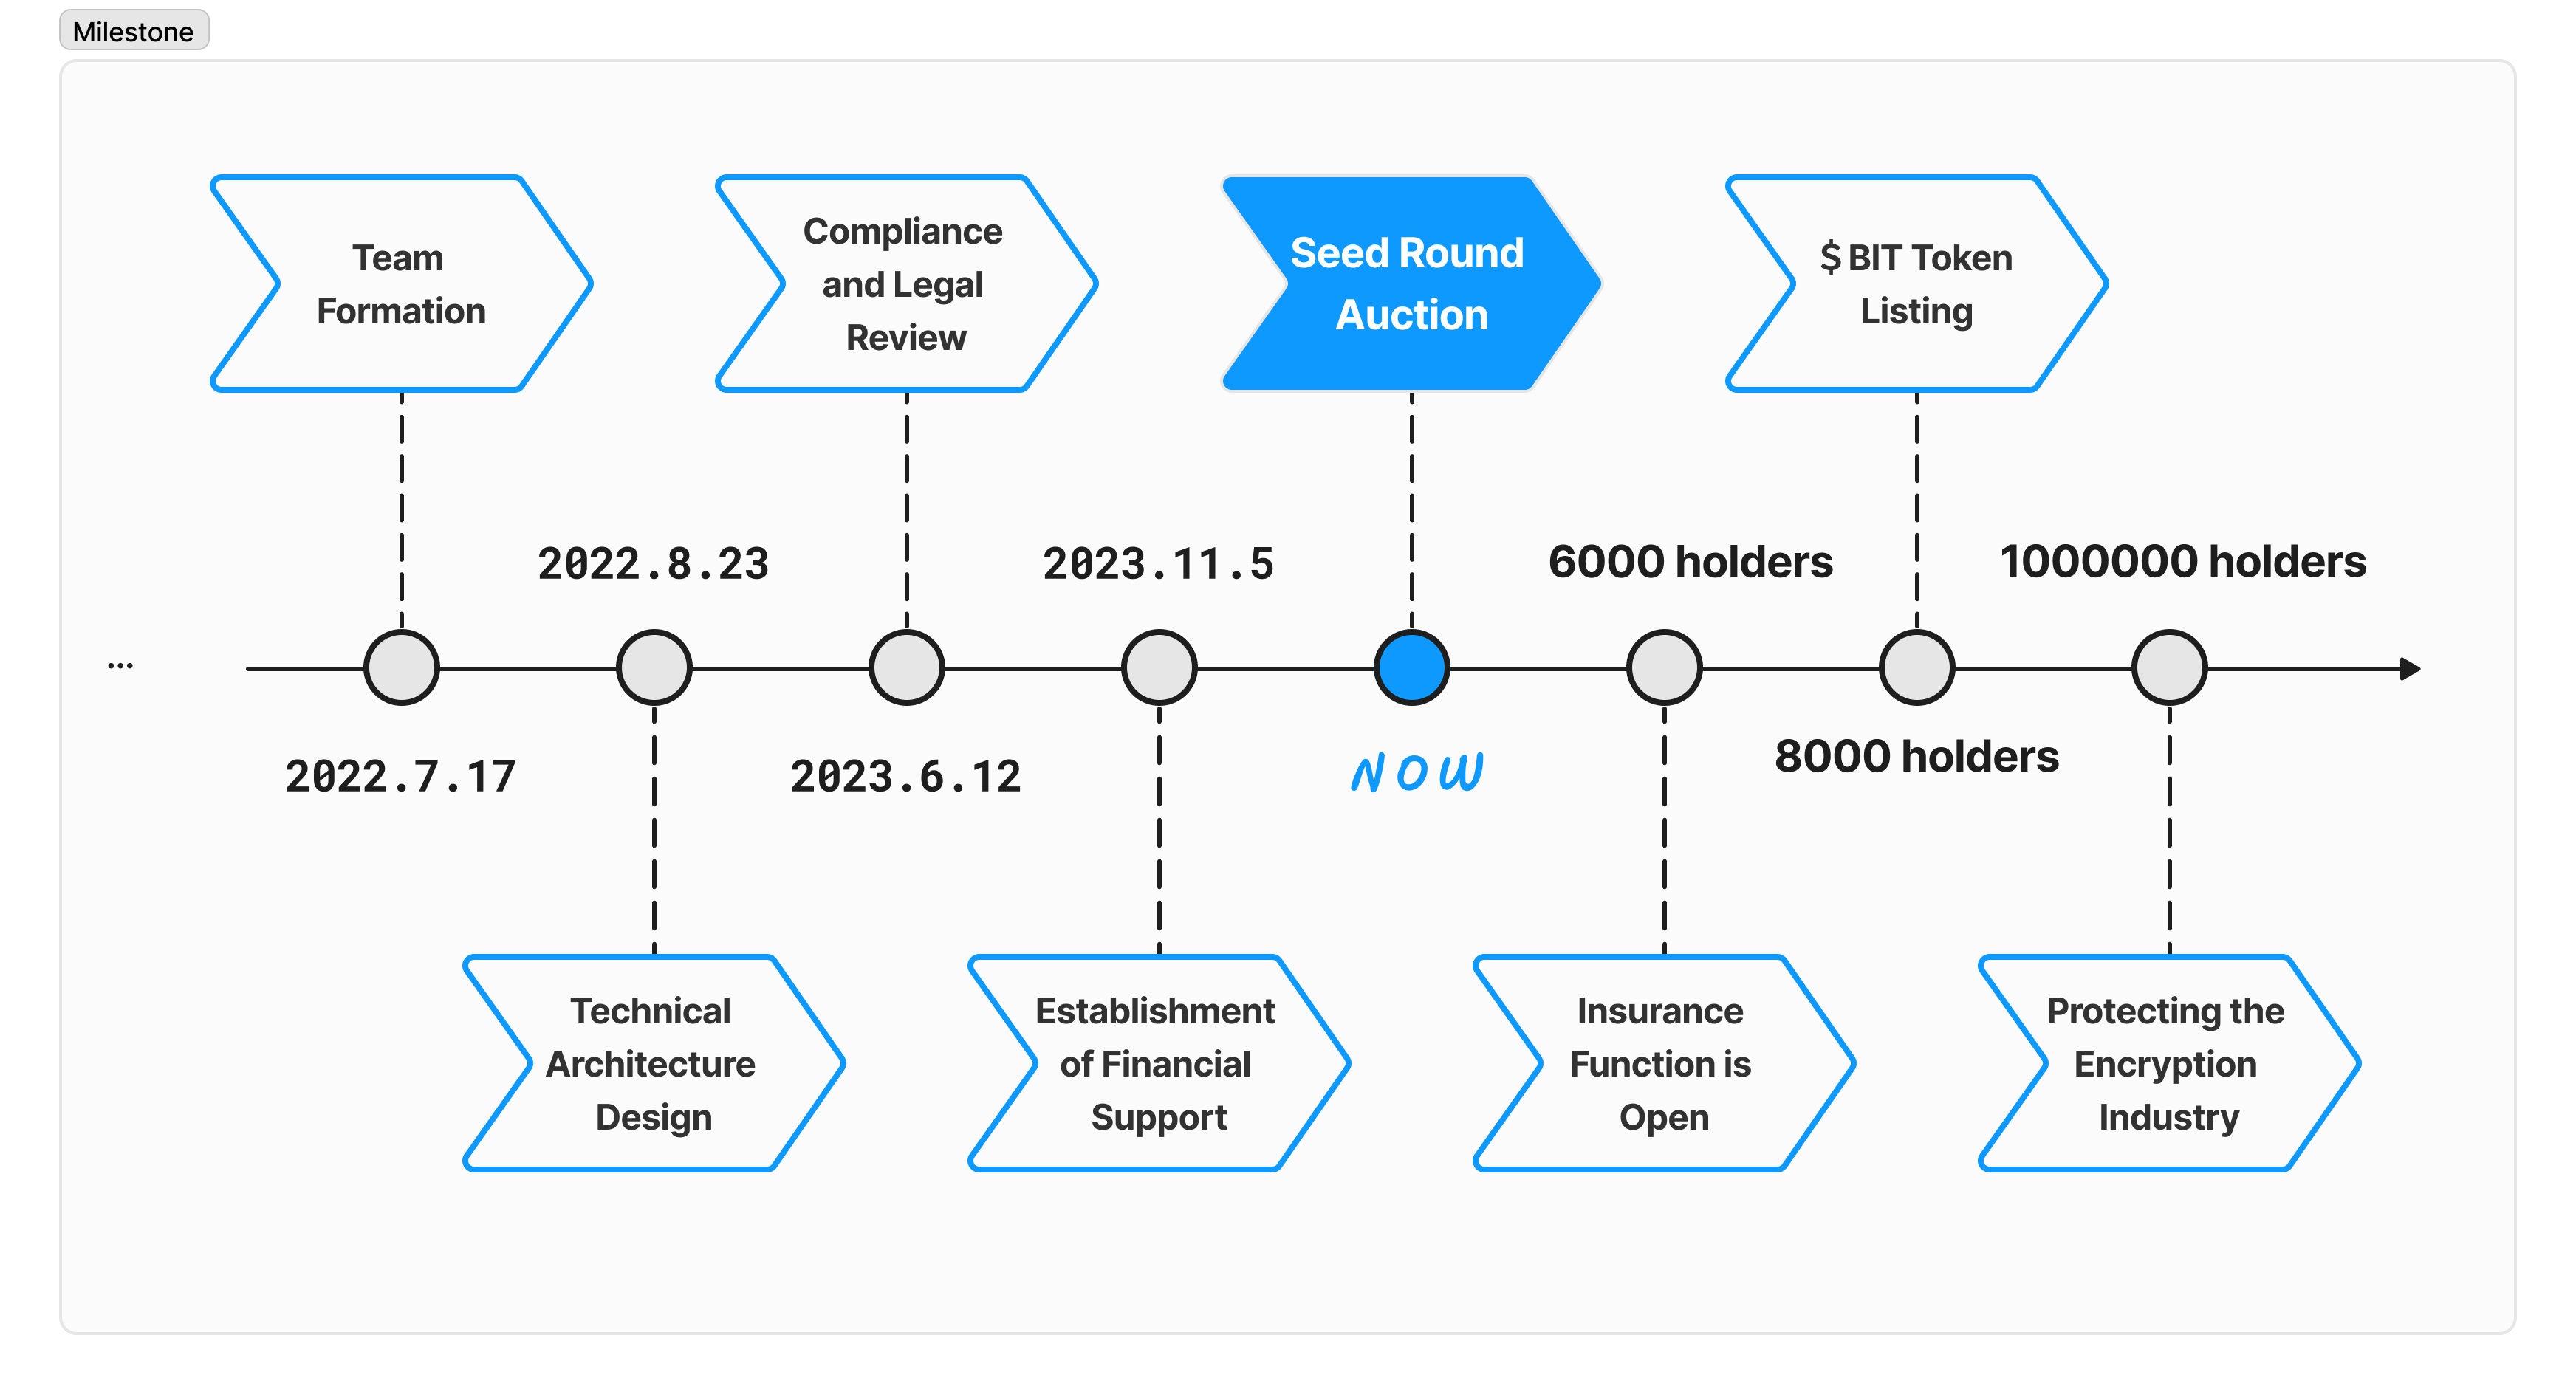 Milestone
Team
Formation
Compliance
and Legal
Review
Seed Round
Auction
$BIT Token
Listing
2022.8.23
2023.11.5
6000 holders
1000000 holders
...
2022.7.17
2023.6.12
NOW
8000 holders
Technical
Architecture
Design
Establishment
of Financial
Support
Insurance
Function is
Open
Protecting the
Encryption
Industry